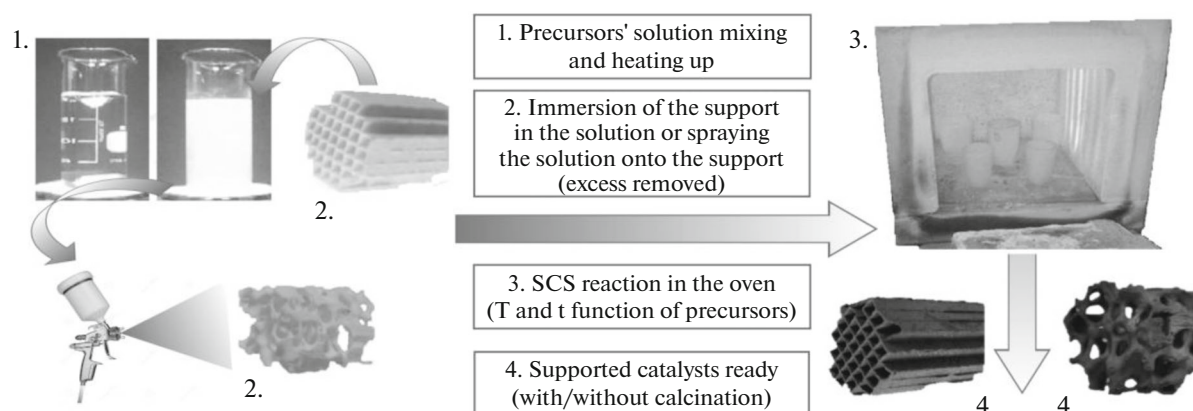 1.
2.
2.
1. Precursors' solution mixing
and heating up
2. Immersion of the support
in the solution or spraying
the solution onto the support
(excess removed)
3. SCS reaction in the oven
(T and t function of precursors)
4. Supported catalysts ready
(with/without calcination)
3.
4
4